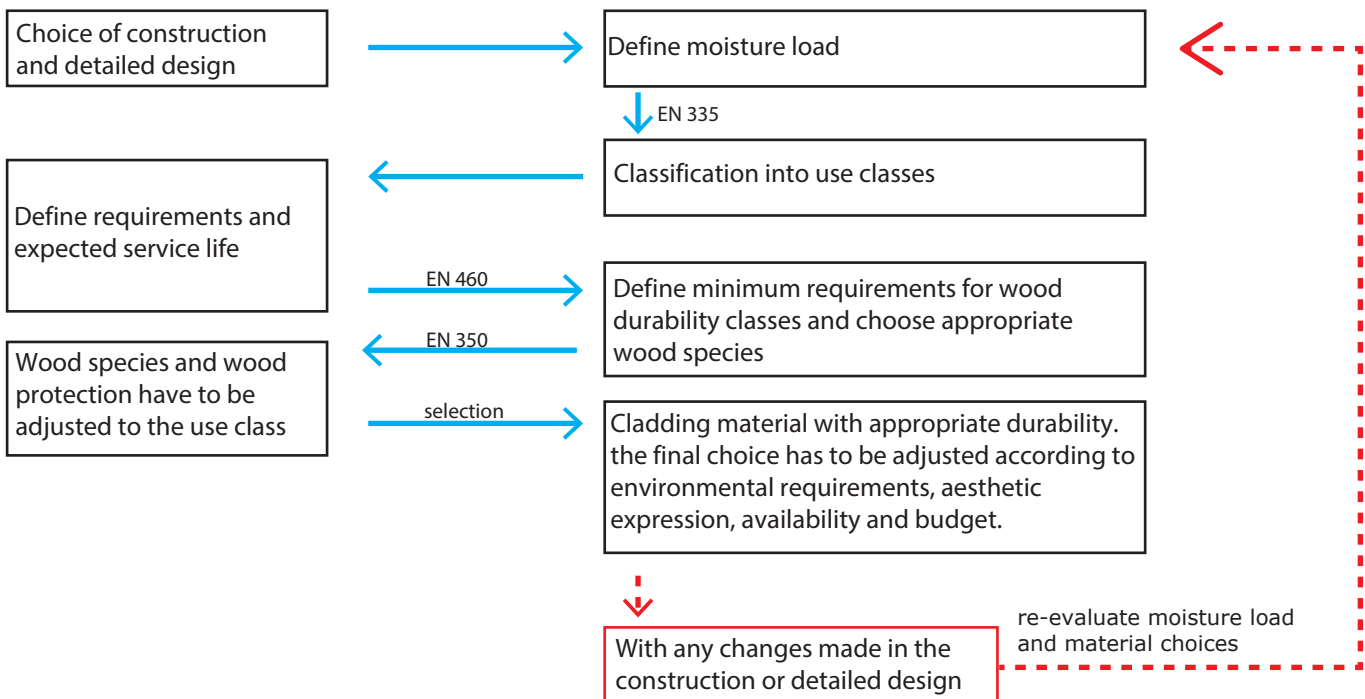 Choice of construction
and detailed design
Define moisture load
EN 335
Classification into use classes
Define requirements and
expected service life
EN 460
Define minimum requirements for wood
durability classes and choose appropriate
wood species
EN 350
Wood species and wood
protection have to be
adjusted to the use class
selection
Cladding material with appropriate durability.
the final choice has to be adjusted according to
environmental requirements, aesthetic
expression, availability and budget.
With any changes made in the
construction or detailed design
re-evaluate moisture load
and material choices